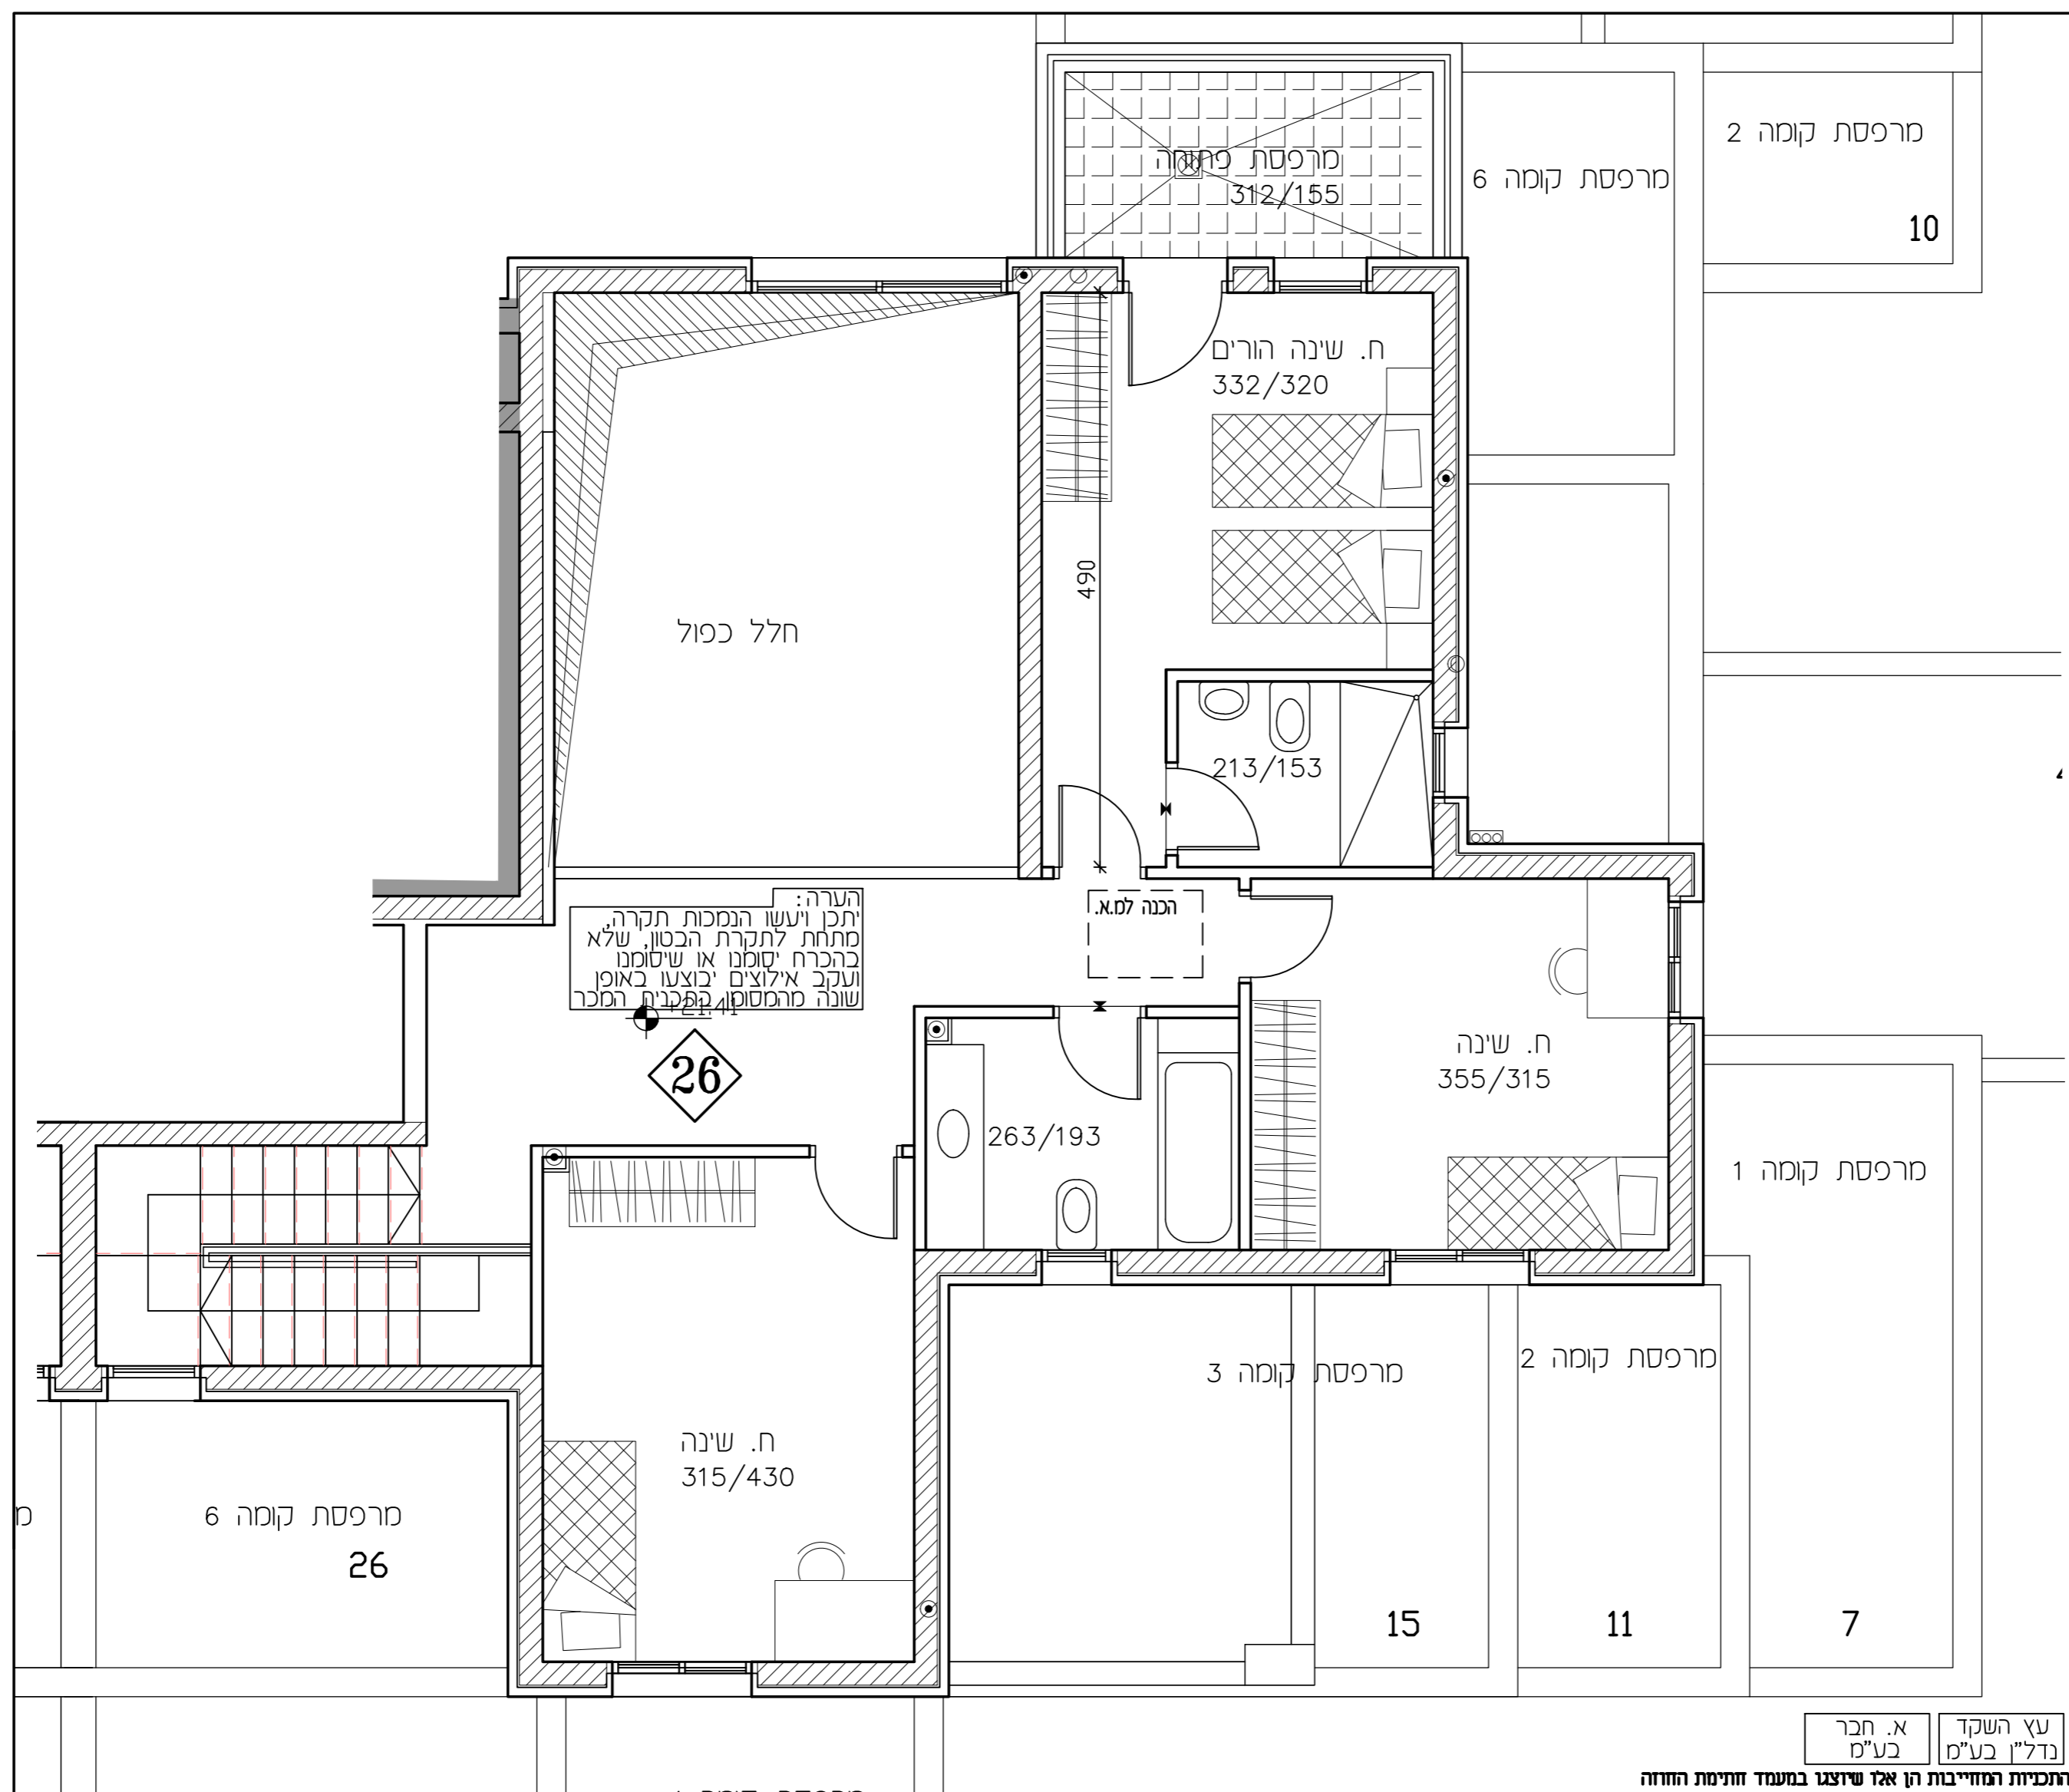 מרפסת קומה 2
10
מרפסת קומה 6
מרפסת פתוחה
312/155
ח. שינה הורים
332/320
490
חלל כפול
213/153
הערה:
יתכן ויעשו הנמכות תקרה,
מתחת לתקרת הבטון, שלא
בהכרח יסומנו או שיסומנו
ועקב אילוצים יבוצעו באופן
שונה מהמסומן בתכנית המכר
+21.41
26
הכנה למ.א.
ח. שינה
355/315
263/193
מרפסת קומה 1
7
מרפסת קומה 2
11
מרפסת קומה 3
15
ח. שינה
315/430
מרפסת קומה 6
26
עץ השקד
נדל"ן בע"מ
א. חבר
בע"מ
התכניות המחייבות הן אלו שיוצגו במעמד חתימת החוזה